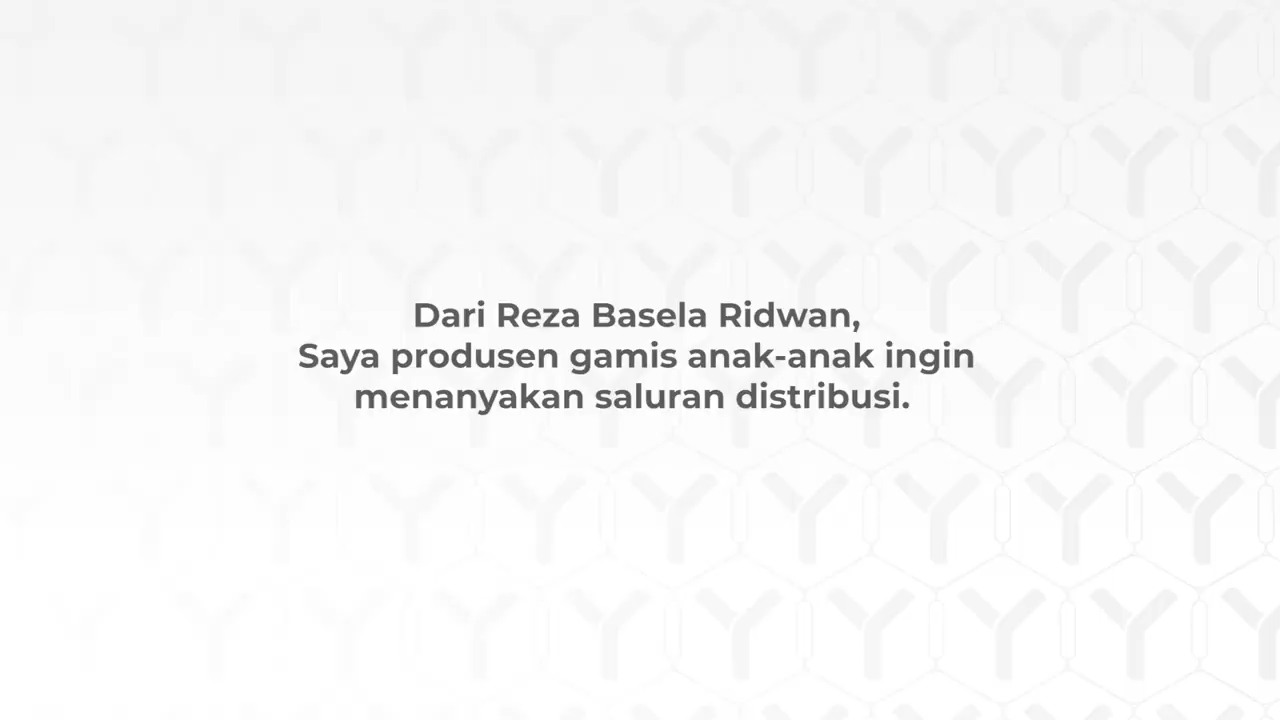 Dari Reza Basela Ridwan,
Saya produsen gamis anak-anak ingin
menanyakan saluran distribusi.